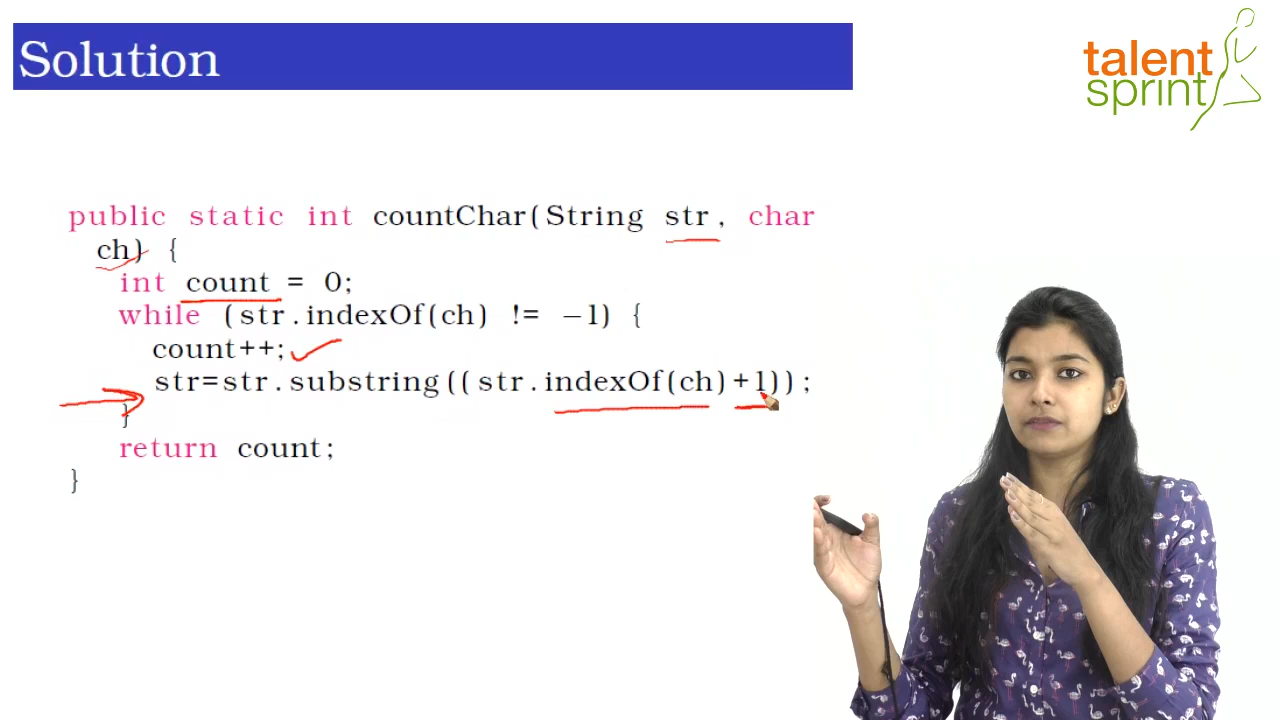 Solution
talent
sprint
public static int countChar(String str, char
ch) {
int count = 0;
while (str.indexOf(ch) != −1) {
count++;
str=str.substring((str.indexOf(ch)+1));
}
return count;
}